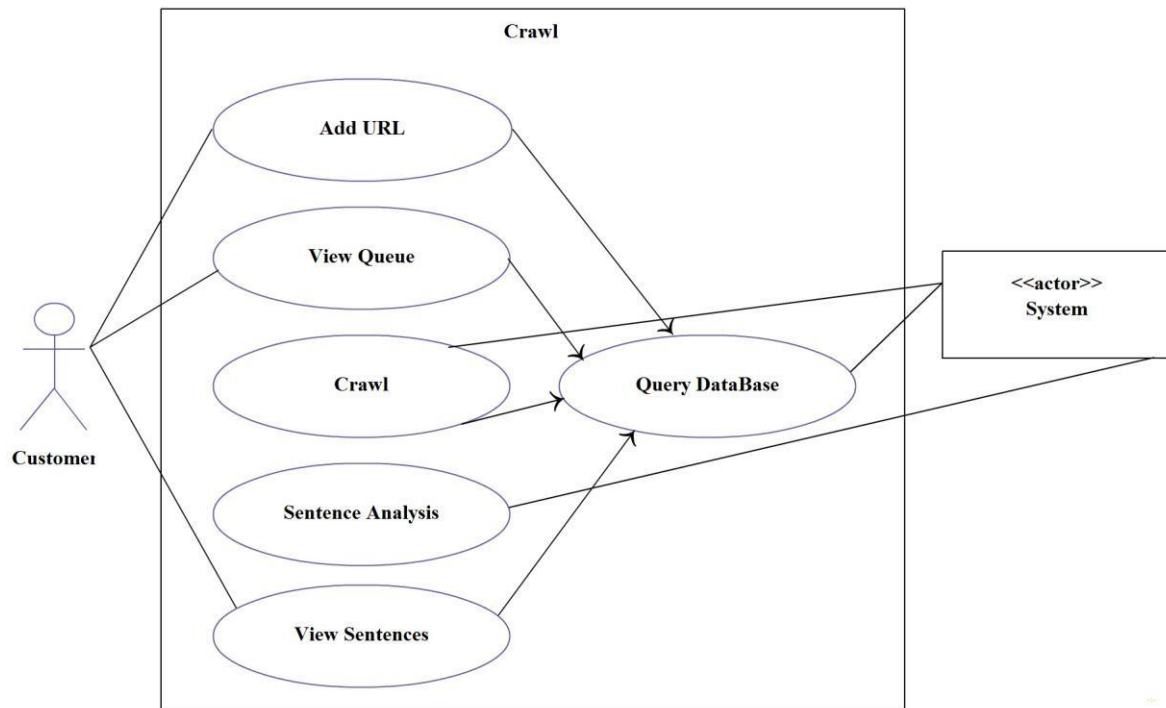 Crawl
Add URL
View Queue
<<actor>>
System
Crawl
Query DataBase
Customer
Sentence Analysis
View Sentences